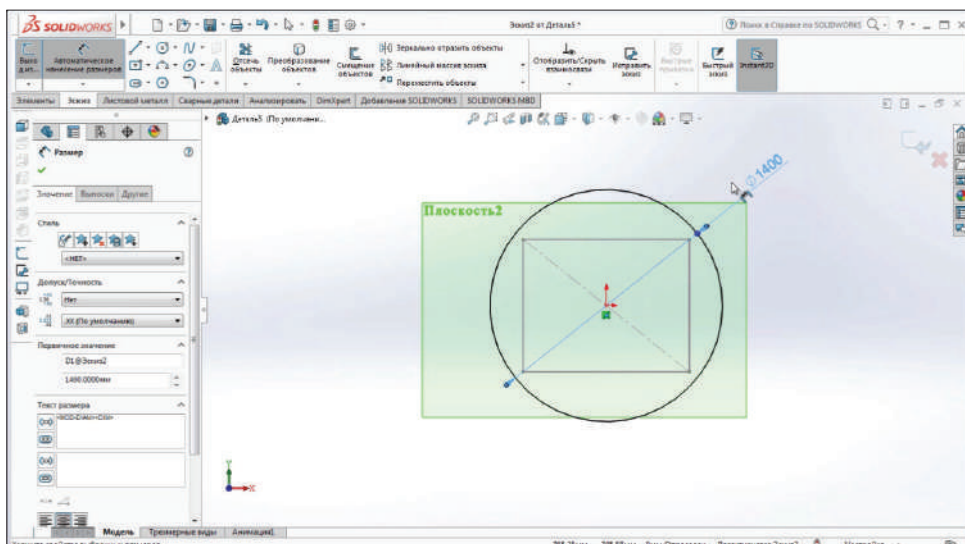 SOLIDWORKS
Эскиз2 от Деталь5 *
Поиск в Справке по SOLIDWORKS
Автоматическое нанесение размеров
Отсечь объекты
Преобразование объектов
Смещение объектов
Зеркально отразить объекты
Линейный массив эскиза
Переместить объекты
Отобразить/Скрыть взаимосвязи
Исправить эскиз
Быстрый эскиз
Instant2D
Элементы
Эскиз
Листовой металл
Сварные детали
Анализировать
DimXpert
Добавления SOLIDWORKS
SOLIDWORKS MBD
Деталь5 (По умолчани...
Размер
Значение
Выноски
Другие
Стиль
<НЕТ>
Допуск/Точность
Нет
.XX (По умолчанию)
Первичное значение
D1@Эскиз2
1400.0000мм
Текст размера
<MOD-DIAM><DIM>
Плоскость2
∅1400
Y
X
Модель
Трехмерные виды
Анимация1